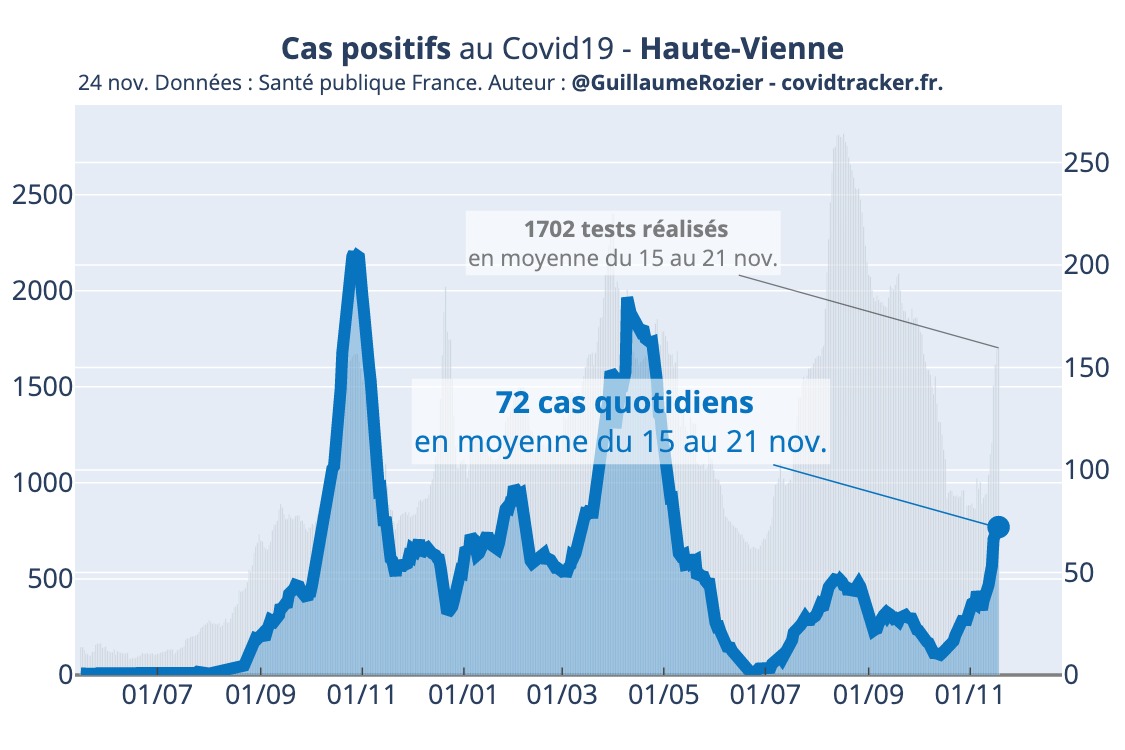 Cas positifs au Covid19 - Haute-Vienne
24 nov. Données : Santé publique France. Auteur : @GuillaumeRozier - covidtracker.fr.
250
2500
1702 tests réalisés
en moyenne du 15 au 21 nov.
200
2000
150
1500
72 cas quotidiens
en moyenne du 15 au 21 nov.
100
1000
500
50
0
0
01/07 01/09 01/11 01/01 01/03 01/05 01/07 01/09 01/11